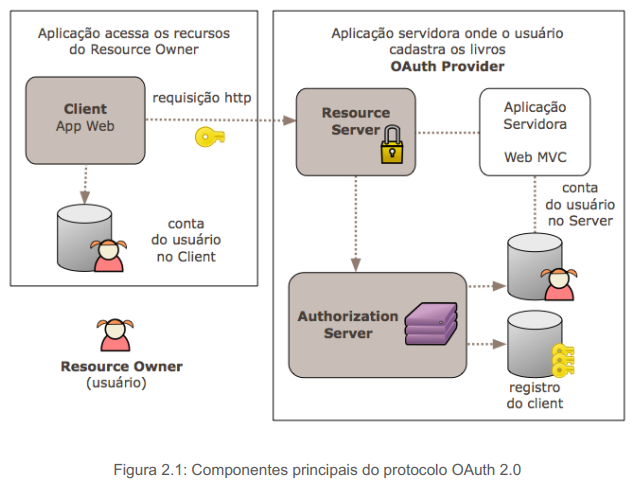 Aplicação acessa os recursos
do Resource Owner
Client
App Web
requisição http
conta
do usuário
no Client
Resource Owner
(usuário)
Aplicação servidora onde o usuário
cadastra os livros
OAuth Provider
Resource
Server
Aplicação
Servidora
Web MVC
conta
do usuário
no Server
Authorization
Server
registro
do client
Figura 2.1: Componentes principais do protocolo OAuth 2.0